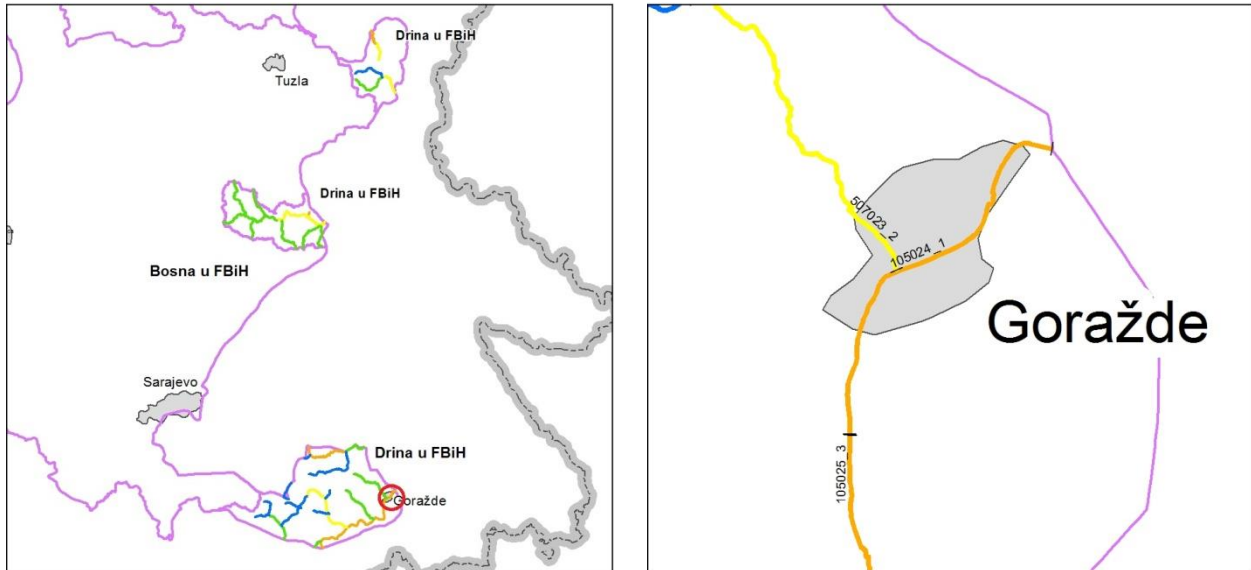 Drina u FBiH
Tuzla
Drina u FBiH
Bosna u FBiH
Sarajevo
Drina u FBiH
Goražde
507023_2
105024_1
Goražde
105025_3